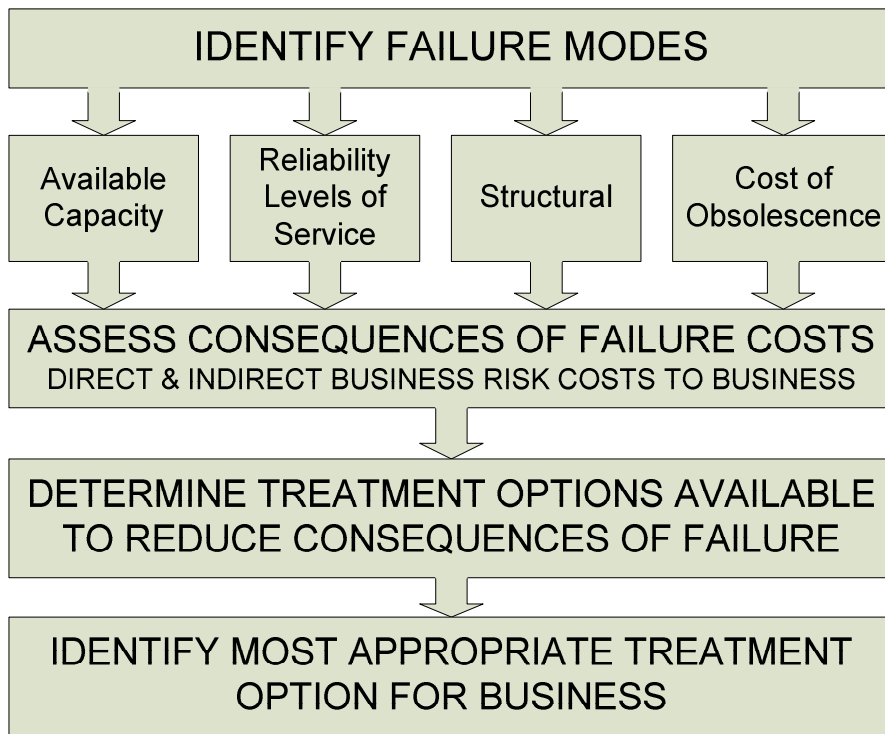 IDENTIFY FAILURE MODES
Available
Capacity
Reliability
Levels of
Service
Structural
Cost of
Obsolescence
ASSESS CONSEQUENCES OF FAILURE COSTS
DIRECT & INDIRECT BUSINESS RISK COSTS TO BUSINESS
DETERMINE TREATMENT OPTIONS AVAILABLE
TO REDUCE CONSEQUENCES OF FAILURE
IDENTIFY MOST APPROPRIATE TREATMENT
OPTION FOR BUSINESS